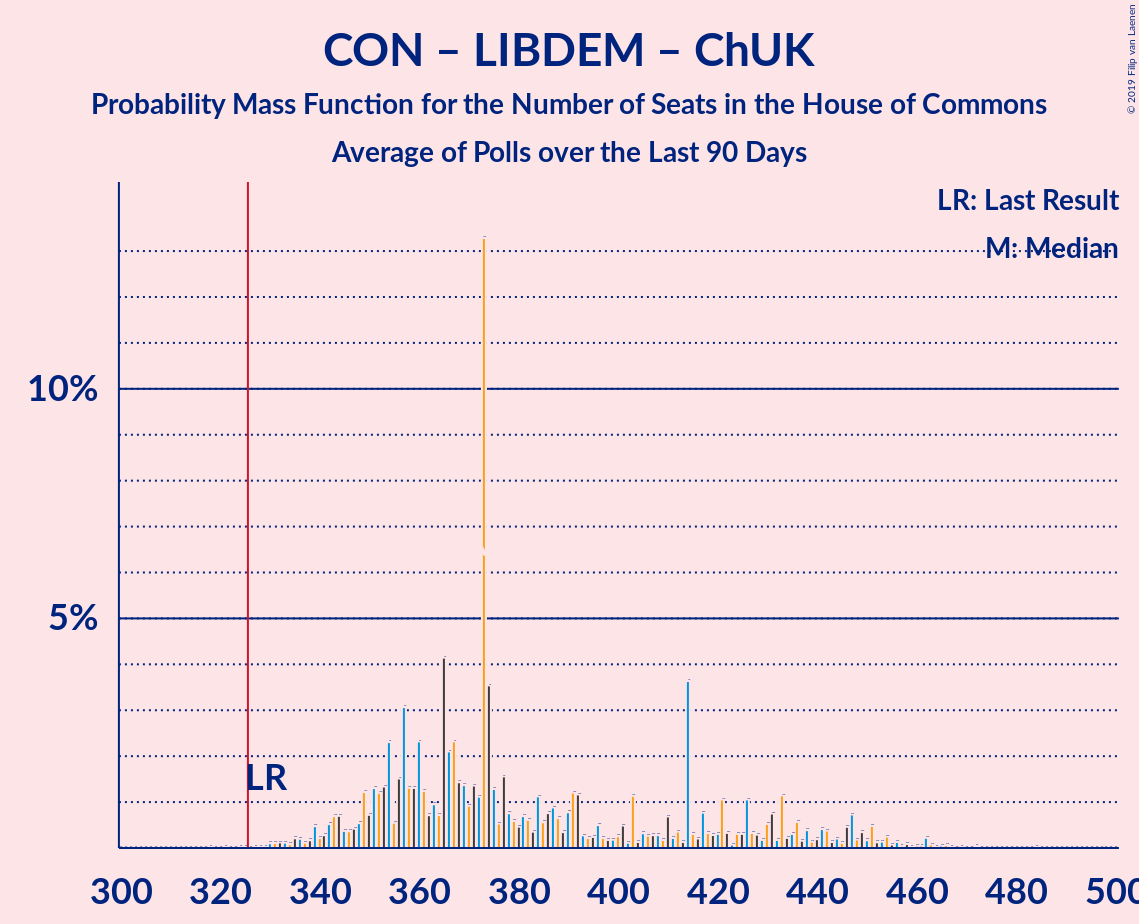 CON – LIBDEM – ChUK
Probability Mass Function for the Number of Seats in the House of Commons
Average of Polls over the Last 90 Days
© 2019 Filip van Laenen
LR: Last Result
M: Median
10%
5%
LR
300 320 340 360 380 400 420 440 460 480 500